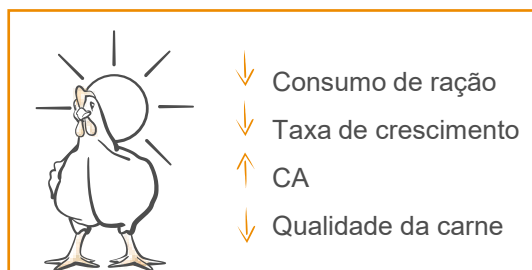 Consumo de ração
Taxa de crescimento
CA
Qualidade da carne